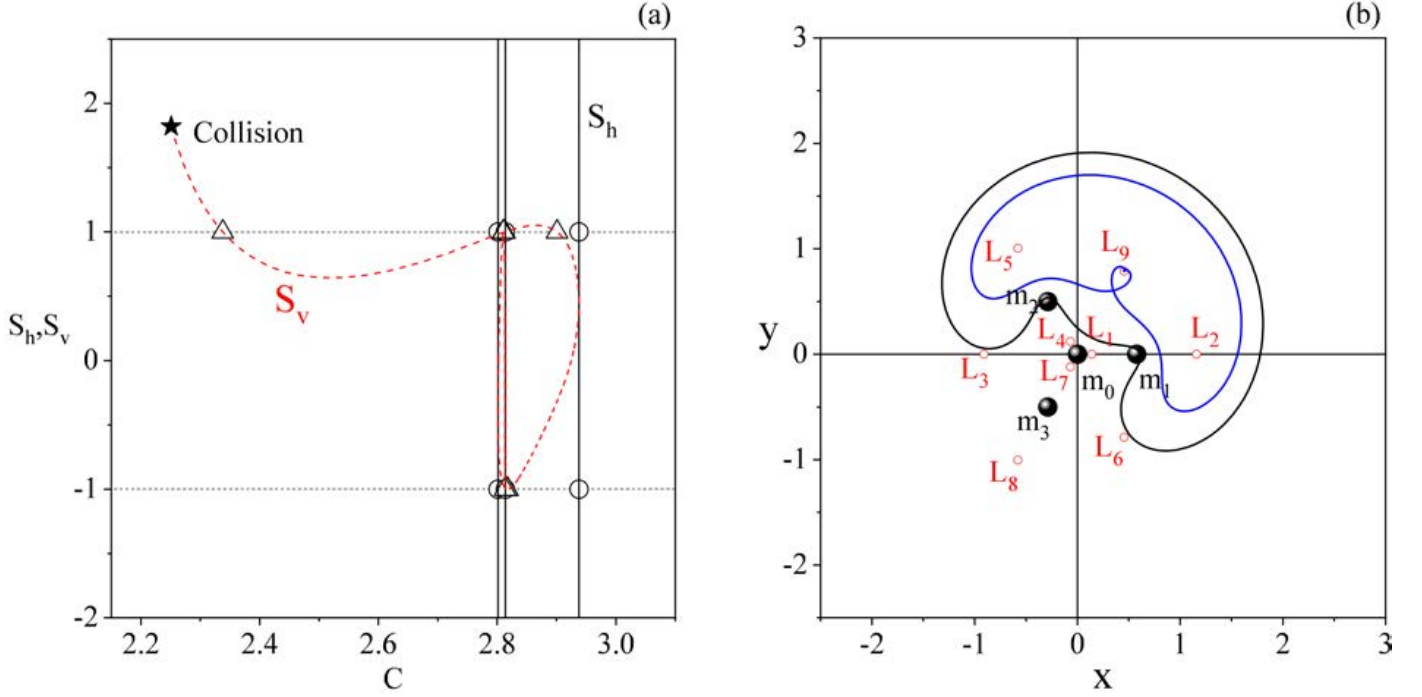 (a)
(b)
2
1
0
-1
-2
S_h,S_v
Collision
S_v
S_h
2.2
2.4
2.6
2.8
3.0
C
3
2
1
0
-1
-2
y
L_5
L_9
m_2
L_4
L_1
L_2
L_3
L_7
m_0
m_1
m_3
L_6
L_8
-2
-1
0
1
2
3
x